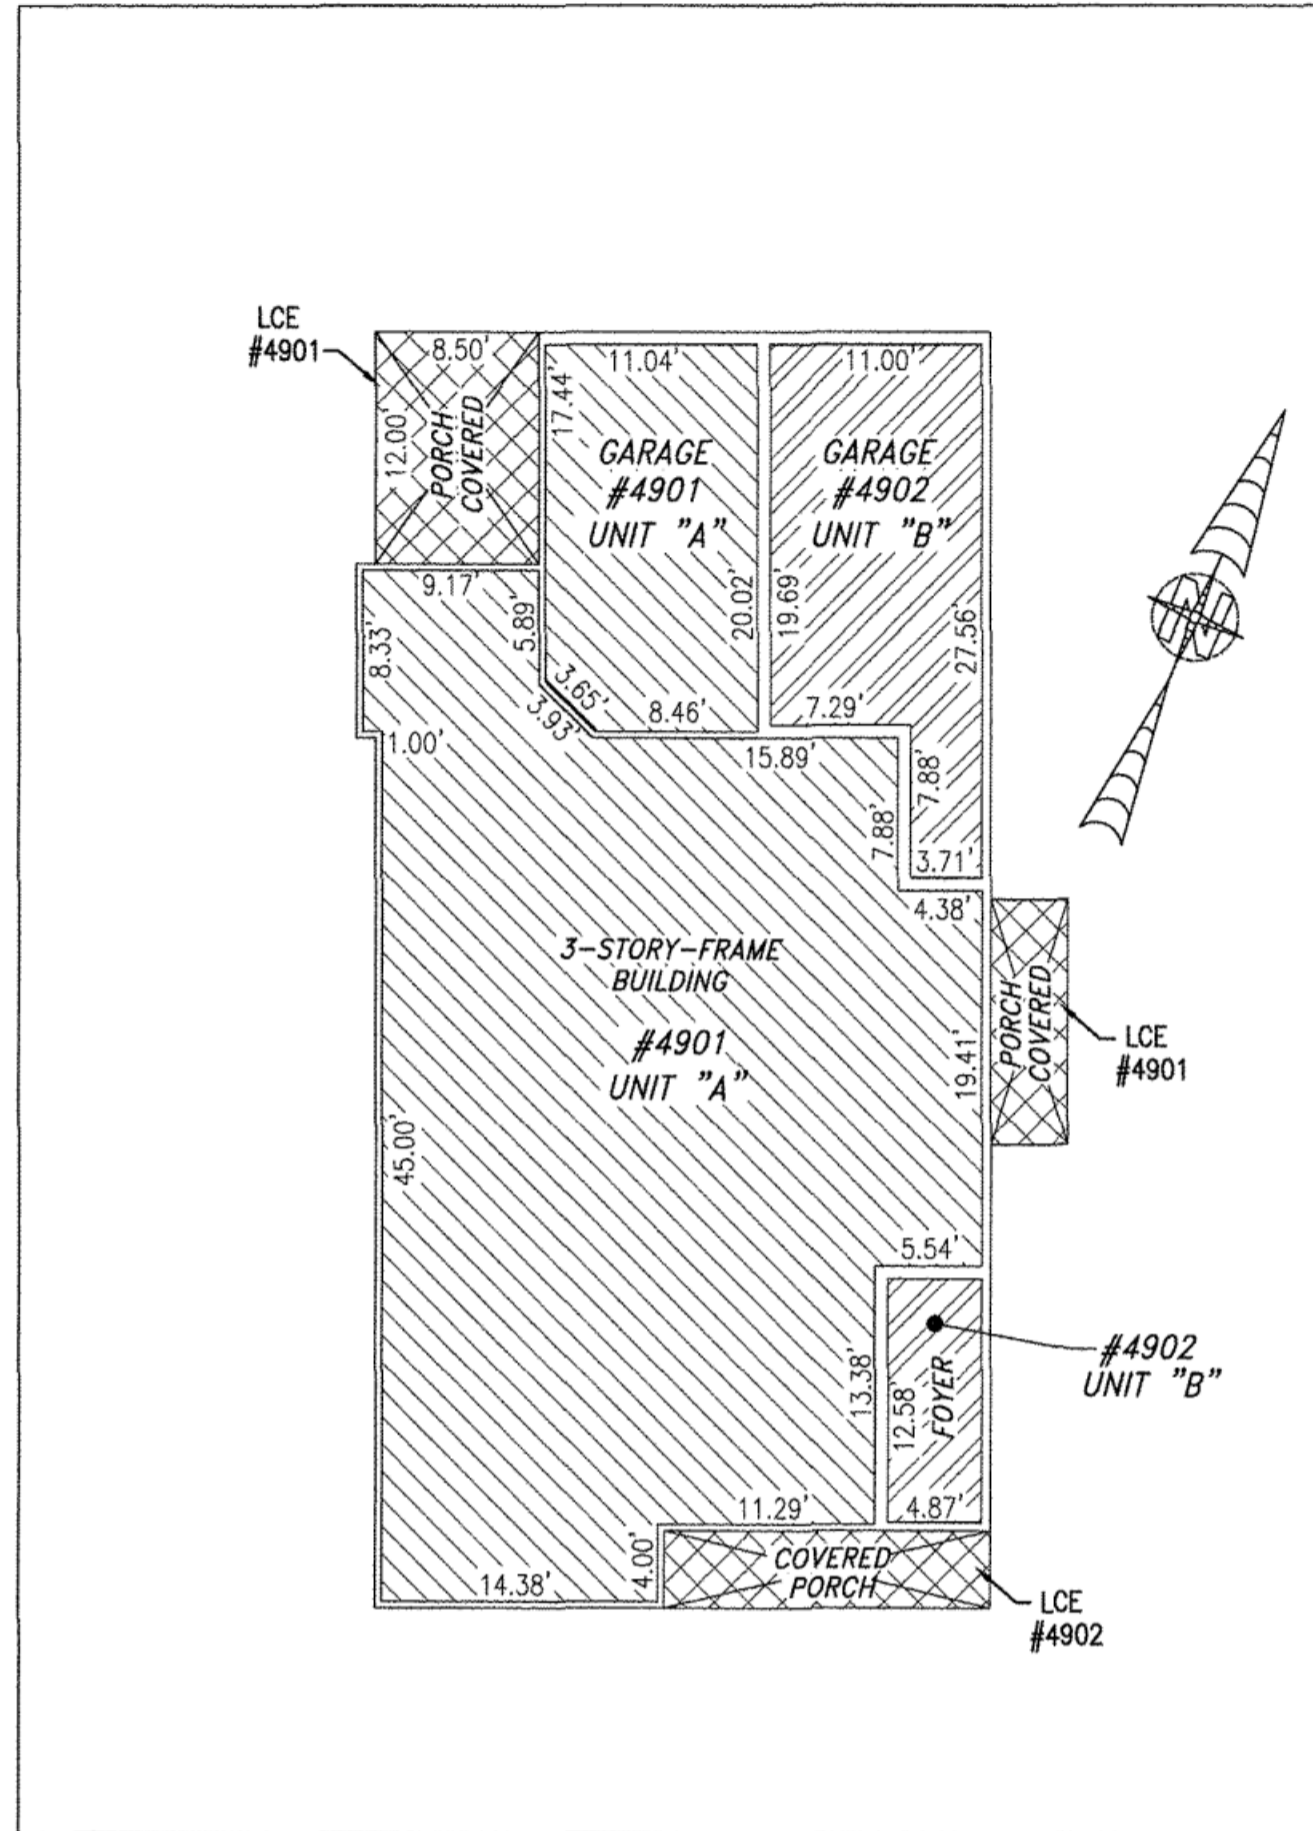 LCE
#4901
8.50'
12.00'
PORCH
COVERED
11.04'
17.44'
GARAGE
#4901
UNIT "A"
20.02'
11.00'
GARAGE
#4902
UNIT "B"
19.69'
27.56'
N
9.17'
8.33'
5.89'
3.65'
3.93'
8.46'
7.29'
1.00'
15.89'
7.88'
7.88'
3.71'
4.38'
3-STORY-FRAME
BUILDING
#4901
UNIT "A"
19.41'
PORCH
COVERED
LCE
#4901
45.00'
5.54'
13.38'
12.58'
FOYER
#4902
UNIT "B"
11.29'
4.87'
14.38'
4.00'
COVERED
PORCH
LCE
#4902